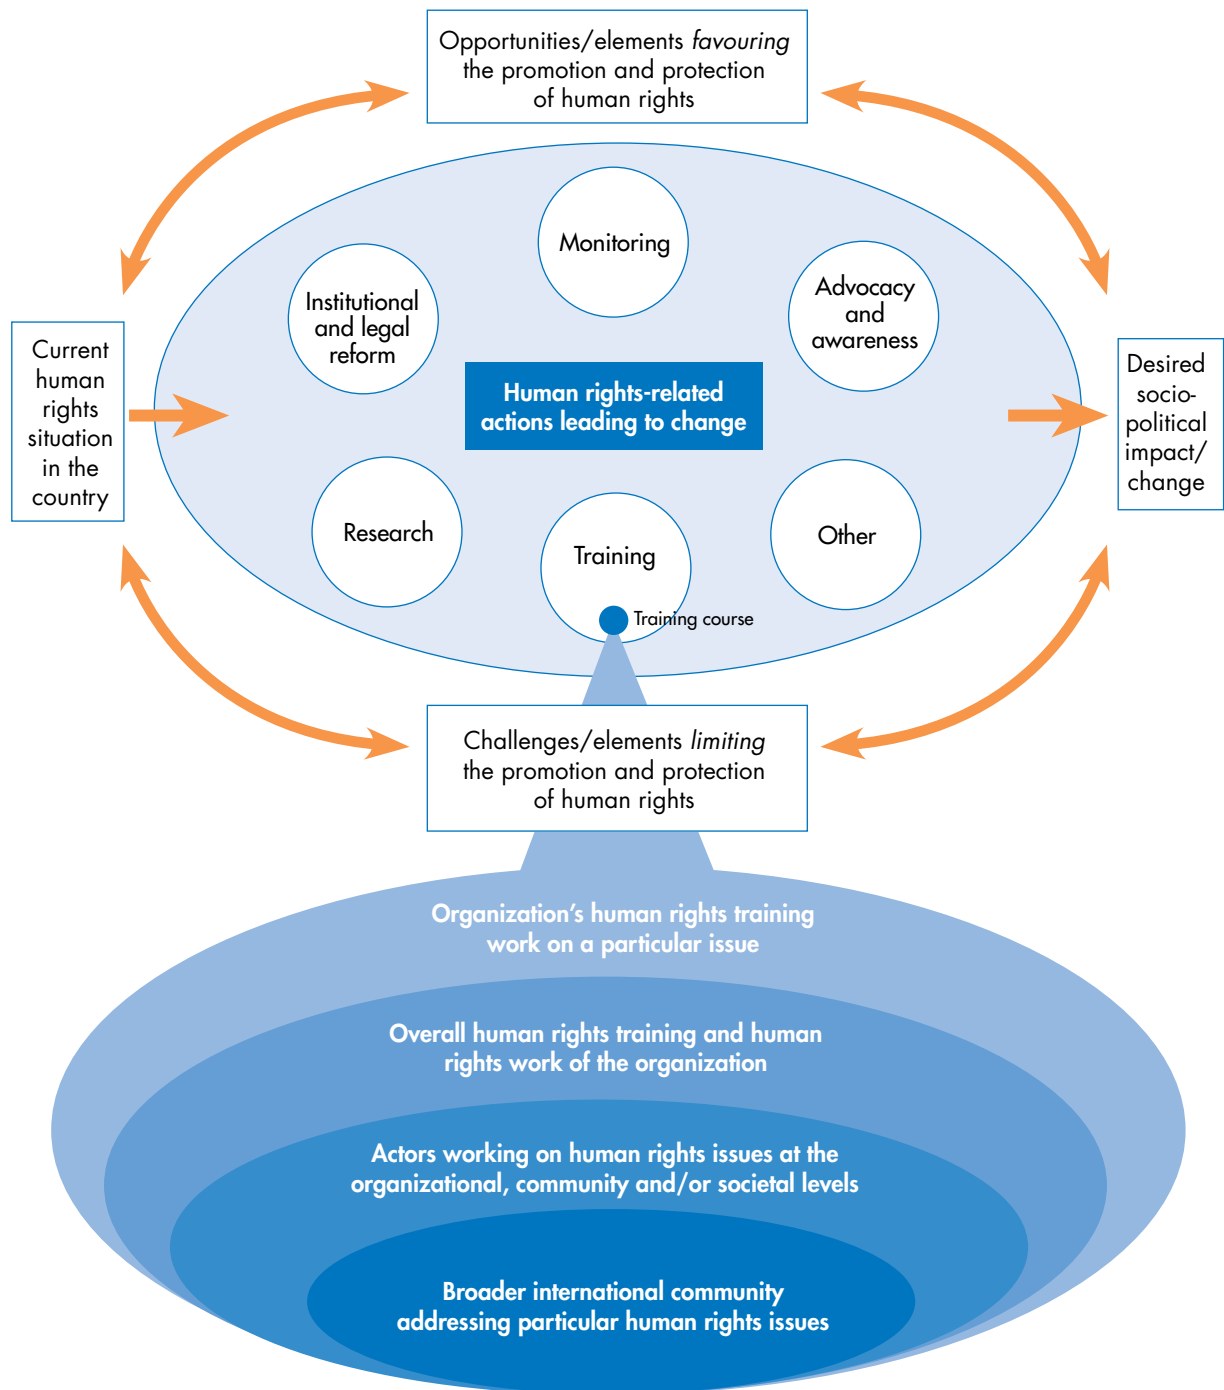 Opportunities/elements favouring
the promotion and protection
of human rights
Monitoring
Institutional
and legal
reform
Advocacy
and
awareness
Current
human
rights
situation
in the
country
Human rights-related
actions leading to change
Desired
socio-
political
impact/
change
Research
Training
Other
Training course
Challenges/elements limiting
the promotion and protection
of human rights
Organization’s human rights training
work on a particular issue
Overall human rights training and human
rights work of the organization
Actors working on human rights issues at the
organizational, community and/or societal levels
Broader international community
addressing particular human rights issues